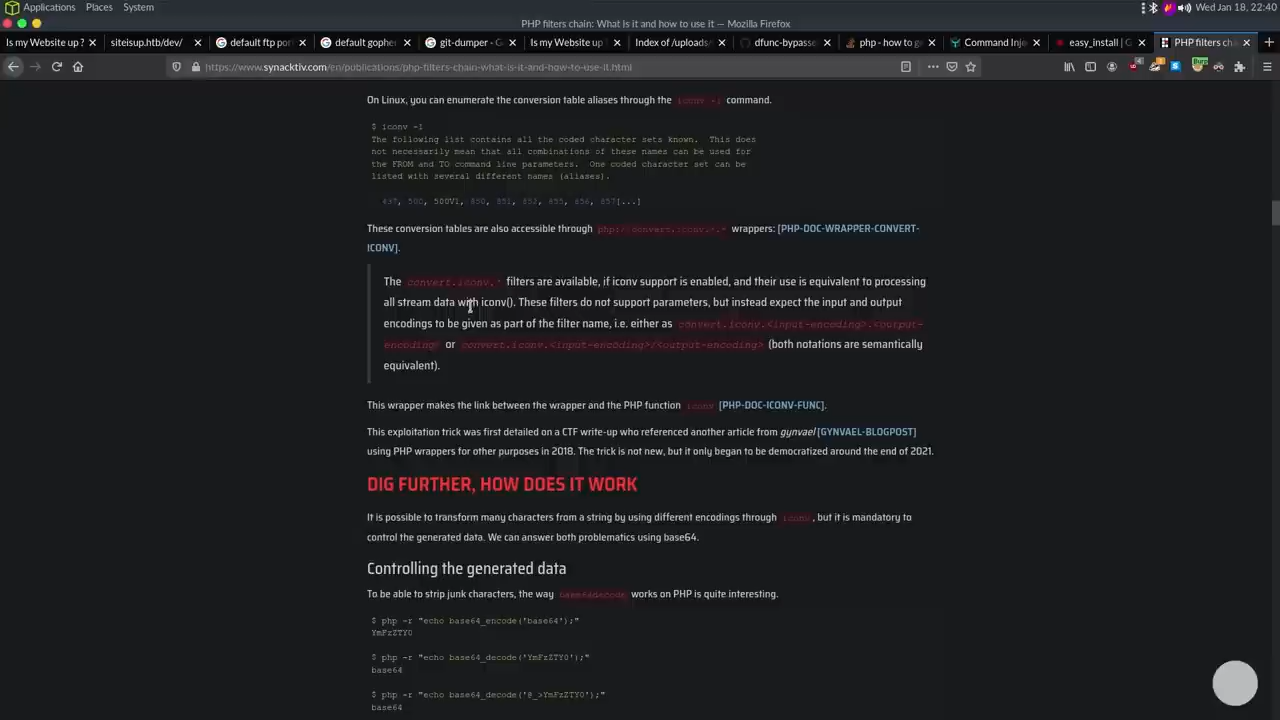 Applications Places System
Wed Jan 18, 22:40
PHP filters chain: What is it and how to use it — Mozilla Firefox
Is my Website up ? × siteisup.htb/dev/ × default ftp por × default gophe × git-dumper - G × Is my Website up ? × Index of /uploads/ × dfunc-bypasse × php - how to g × Command Inje × easy_install | G × PHP filters cha ×
https://www.synacktiv.com/en/publications/php-filters-chain-what-is-it-and-how-to-use-it.html
On Linux, you can enumerate the conversion table aliases through the iconv -l command.
$ iconv -l
The following list contains all the coded character sets known. This does
not necessarily mean that all combinations of these names can be used for
the FROM and TO command line parameters. One coded character set can be
listed with several different names (aliases).
437, 500, 500V1, 850, 851, 852, 855, 856, 857[...]
These conversion tables are also accessible through php://convert.iconv.*.* wrappers: [PHP-DOC-WRAPPER-CONVERT-
ICONV].
The convert.iconv.* filters are available, if iconv support is enabled, and their use is equivalent to processing
all stream data with iconv(). These filters do not support parameters, but instead expect the input and output
encodings to be given as part of the filter name, i.e. either as convert.iconv.<input-encoding>.<output-
encoding> or convert.iconv.<input-encoding>/<output-encoding> (both notations are semantically
equivalent).
This wrapper makes the link between the wrapper and the PHP function iconv [PHP-DOC-ICONV-FUNC].
This exploitation trick was first detailed on a CTF write-up who referenced another article from gynvael [GYNVAEL-BLOGPOST]
using PHP wrappers for other purposes in 2018. The trick is not new, but it only began to be democratized around the end of 2021.
DIG FURTHER, HOW DOES IT WORK
It is possible to transform many characters from a string by using different encodings through iconv, but it is mandatory to
control the generated data. We can answer both problematics using base64.
Controlling the generated data
To be able to strip junk characters, the way base64decode works on PHP is quite interesting.
$ php -r "echo base64_encode('base64');"
YmFzZTY0
$ php -r "echo base64_decode('YmFzZTY0');"
base64
$ php -r "echo base64_decode('@_>YmFzZTY0');"
base64